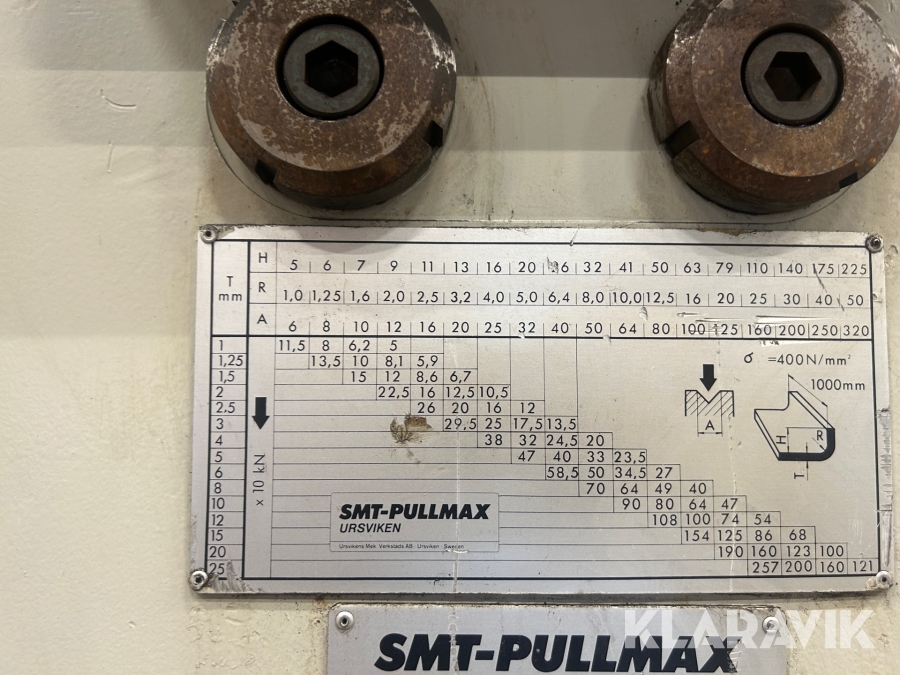 H 5 6 7 9 11 13 16 20 26 32 41 50 63 79 110 140 175 225
T mm
R 1,0 1,25 1,6 2,0 2,5 3,2 4,0 5,0 6,4 8,0 10,0 12,5 16 20 25 30 40 50
A 6 8 10 12 16 20 25 32 40 50 64 80 100 125 160 200 250 320
1 11,5 8 6,2 5
1,25 13,5 10 8,1 5,9
1,5 15 12 8,6 6,7
2 22,5 16 12,5 10,5
2,5 26 20 16 12
3 29,5 25 17,5 13,5
4 38 32 24,5 20
5 47 40 33 23,5
6 58,5 50 34,5 27
8 70 64 49 40
10 90 80 64 47
12 108 100 74 54
15 154 125 86 68
20 190 160 123 100
25 257 200 160 121
x 10 kN
σ =400N/mm²
1000mm
A
H
R
T
SMT-PULLMAX
URSVIKEN
Ursvikens Mek. Verkstads AB Ursviken Sweden
SMT-PULLMAX
KLARAVIK